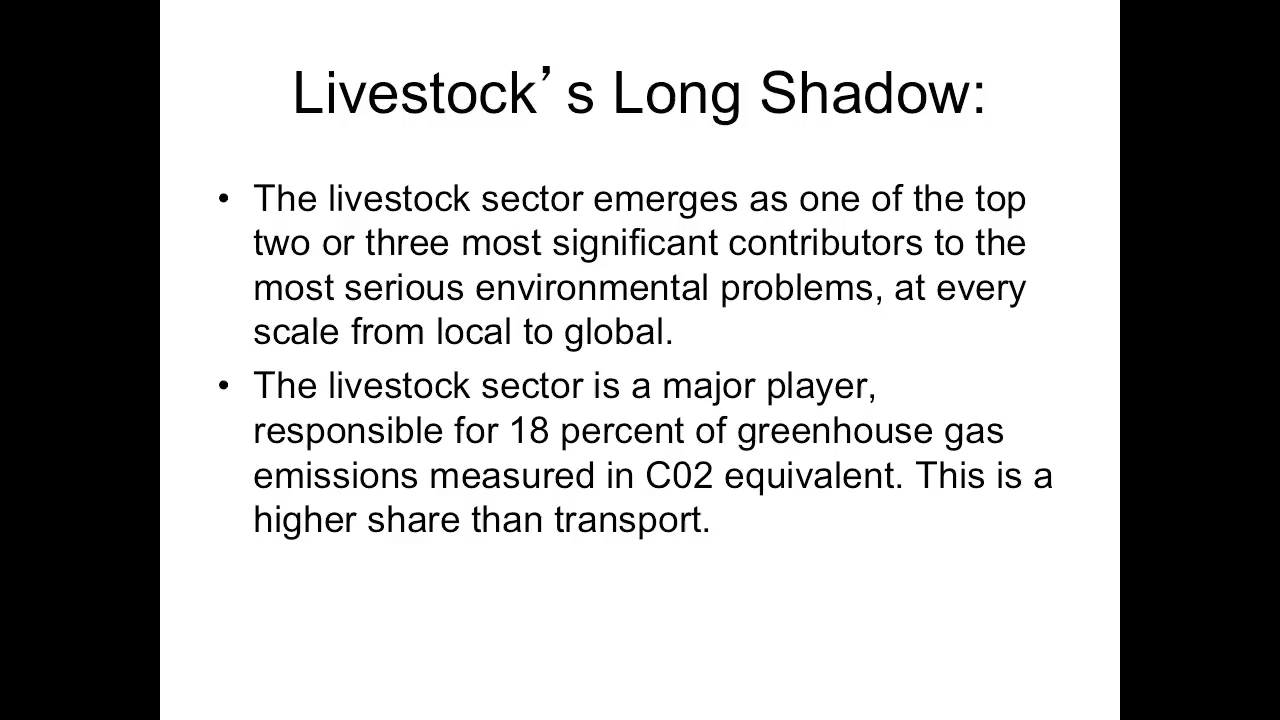 Livestock’s Long Shadow:
• The livestock sector emerges as one of the top
two or three most significant contributors to the
most serious environmental problems, at every
scale from local to global.
• The livestock sector is a major player,
responsible for 18 percent of greenhouse gas
emissions measured in C02 equivalent. This is a
higher share than transport.